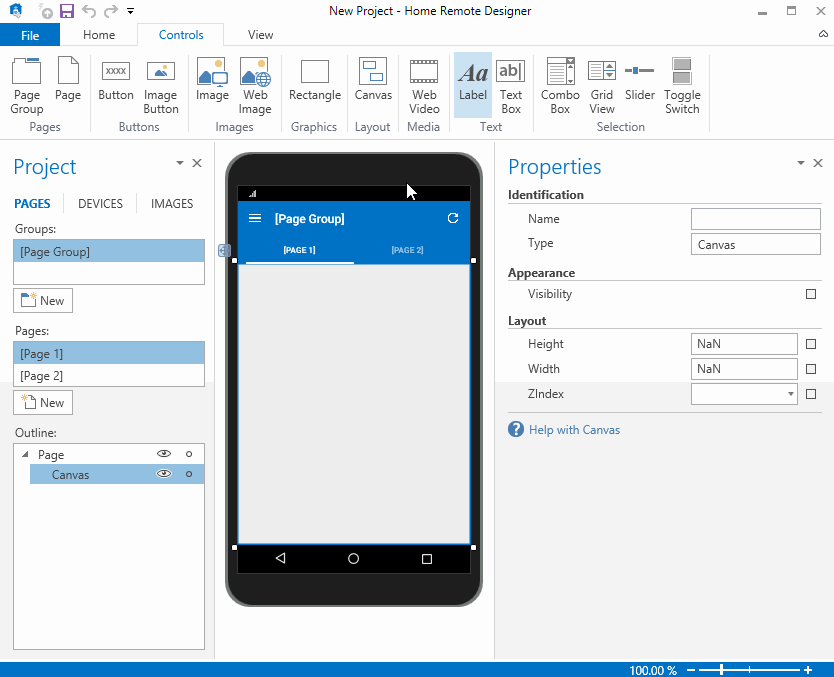 New Project - Home Remote Designer
File Home Controls View
xxxx Aa ab|
Page Group Page Button Image Button Image Web Image Rectangle Canvas Web Video Label Text Box Combo Box Grid View Slider Toggle Switch
Pages Buttons Images Graphics Layout Media Text Selection
Project
PAGES DEVICES IMAGES
Groups:
[Page Group]
New
Pages:
[Page 1]
[Page 2]
New
Outline:
Page
Canvas
[Page Group]
[PAGE 1] [PAGE 2]
Properties
Identification
Name
Type Canvas
Appearance
Visibility
Layout
Height NaN
Width NaN
ZIndex
? Help with Canvas
100.00 %